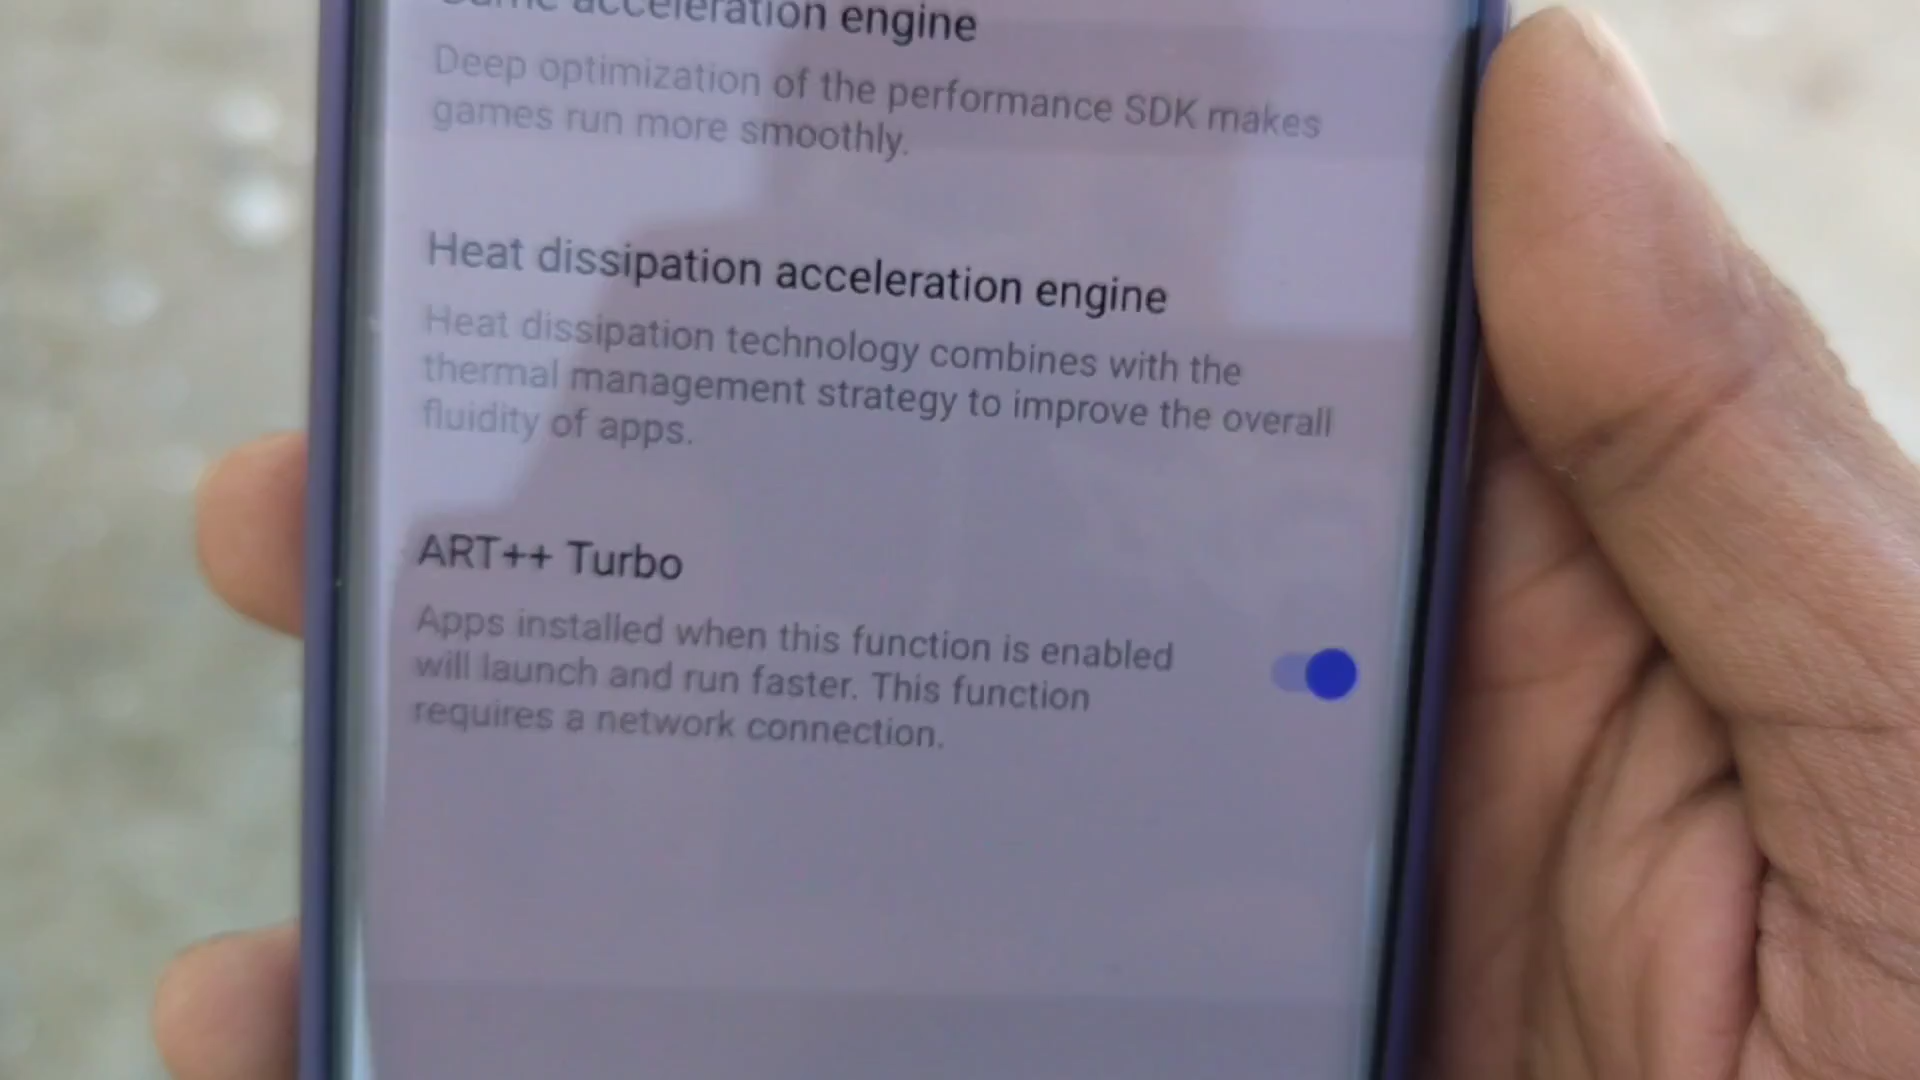 Game acceleration engine
Deep optimization of the performance SDK makes
games run more smoothly.
Heat dissipation acceleration engine
Heat dissipation technology combines with the
thermal management strategy to improve the overall
fluidity of apps.
ART++ Turbo
Apps installed when this function is enabled
will launch and run faster. This function
requires a network connection.